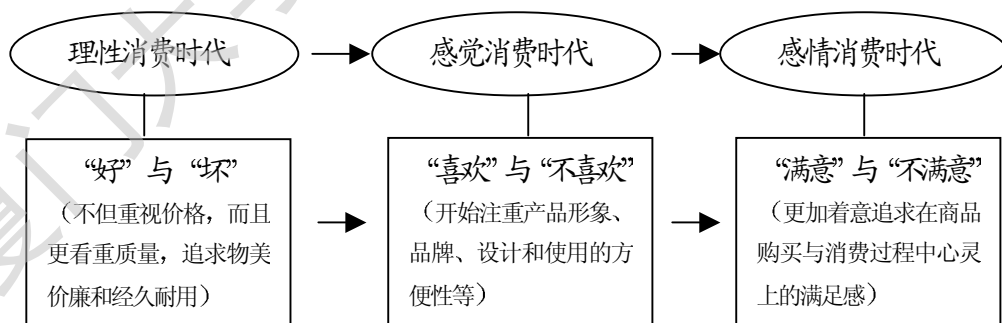 理性消费时代
感觉消费时代
感情消费时代
“好” 与 “坏”
（不但重视价格，而且
更看重质量，追求物美
价廉和经久耐用）
“喜欢” 与 “不喜欢”
（开始注重产品形象、
品牌、设计和使用的方
便性等）
“满意” 与 “不满意”
（更加着意追求在商品
购买与消费过程中心灵
上的满足感）
厦门大